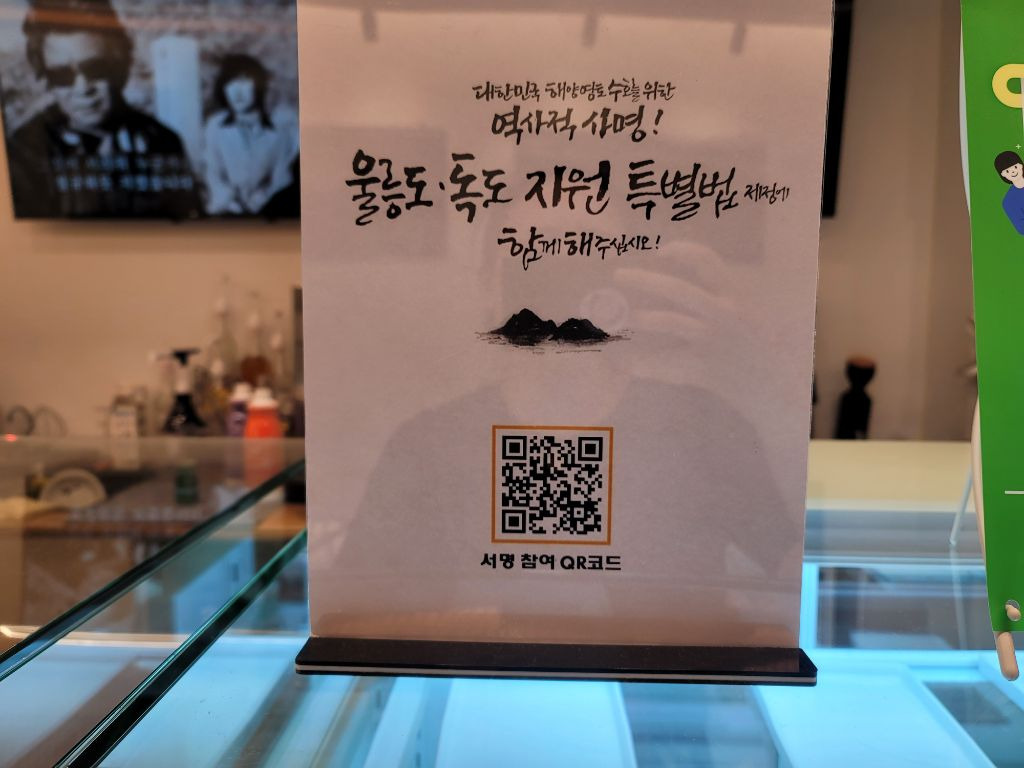 대한민국 해양영토 수호를 위한
역사적 사명!
울릉도·독도 지원 특별법 제정에
함께해주십시오!
서명 참여 QR코드